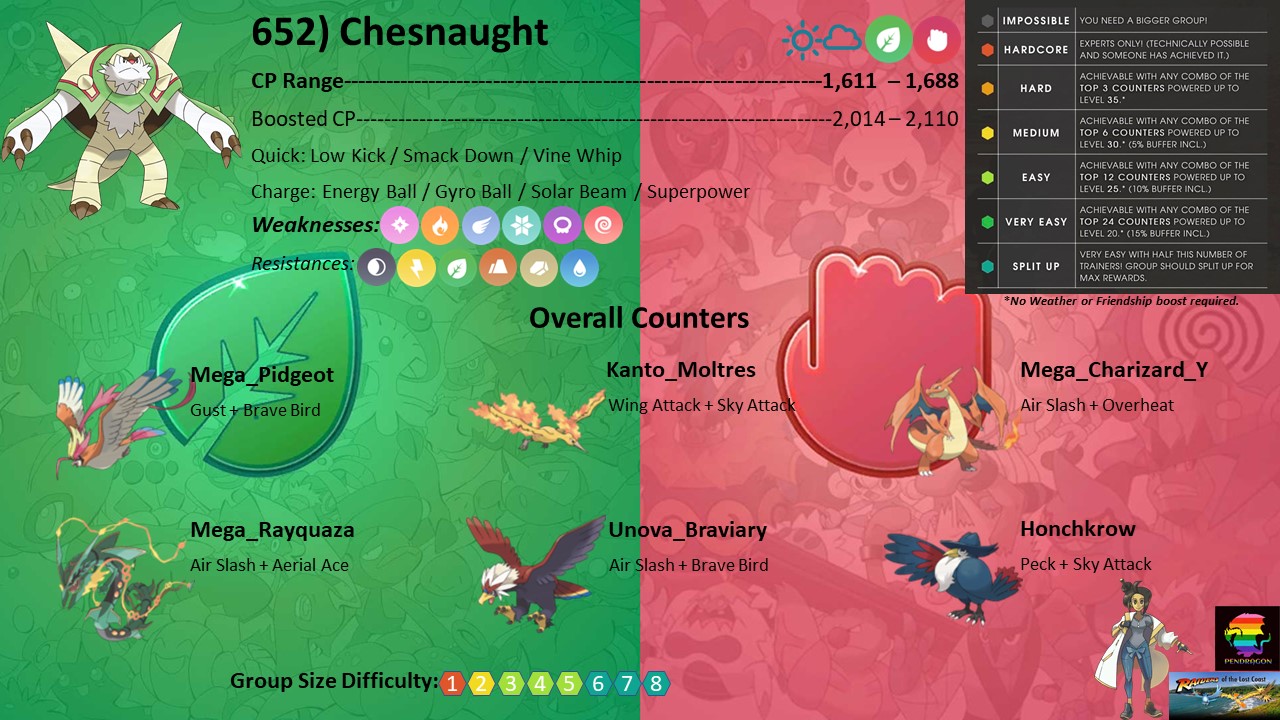 652) Chesnaught
CP Range------------------------------------------------------------------------1,611 – 1,688
Boosted CP------------------------------------------------------------------------2,014 – 2,110
Quick: Low Kick / Smack Down / Vine Whip
Charge: Energy Ball / Gyro Ball / Solar Beam / Superpower
Weaknesses:
Resistances:
IMPOSSIBLE YOU NEED A BIGGER GROUP!
HARDCORE EXPERTS ONLY! (TECHNICALLY POSSIBLE
AND SOMEONE HAS ACHIEVED IT.)
HARD ACHIEVABLE WITH ANY COMBO OF THE
TOP 3 COUNTERS POWERED UP TO
LEVEL 35.*
MEDIUM ACHIEVABLE WITH ANY COMBO OF THE
TOP 6 COUNTERS POWERED UP TO
LEVEL 30.* (5% BUFFER INCL.)
EASY ACHIEVABLE WITH ANY COMBO OF THE
TOP 12 COUNTERS POWERED UP TO
LEVEL 25.* (10% BUFFER INCL.)
VERY EASY ACHIEVABLE WITH ANY COMBO OF THE
TOP 24 COUNTERS POWERED UP TO
LEVEL 20.* (15% BUFFER INCL.)
SPLIT UP VERY EASY WITH HALF THIS NUMBER OF
TRAINERS! GROUP SHOULD SPLIT UP FOR
MAX REWARDS.
*No Weather or Friendship boost required.
Overall Counters
Mega_Pidgeot
Gust + Brave Bird
Kanto_Moltres
Wing Attack + Sky Attack
Mega_Charizard_Y
Air Slash + Overheat
Mega_Rayquaza
Air Slash + Aerial Ace
Unova_Braviary
Air Slash + Brave Bird
Honchkrow
Peck + Sky Attack
Group Size Difficulty: 1 2 3 4 5 6 7 8
PENDRAGON
RAIDERS of the Lost Coast